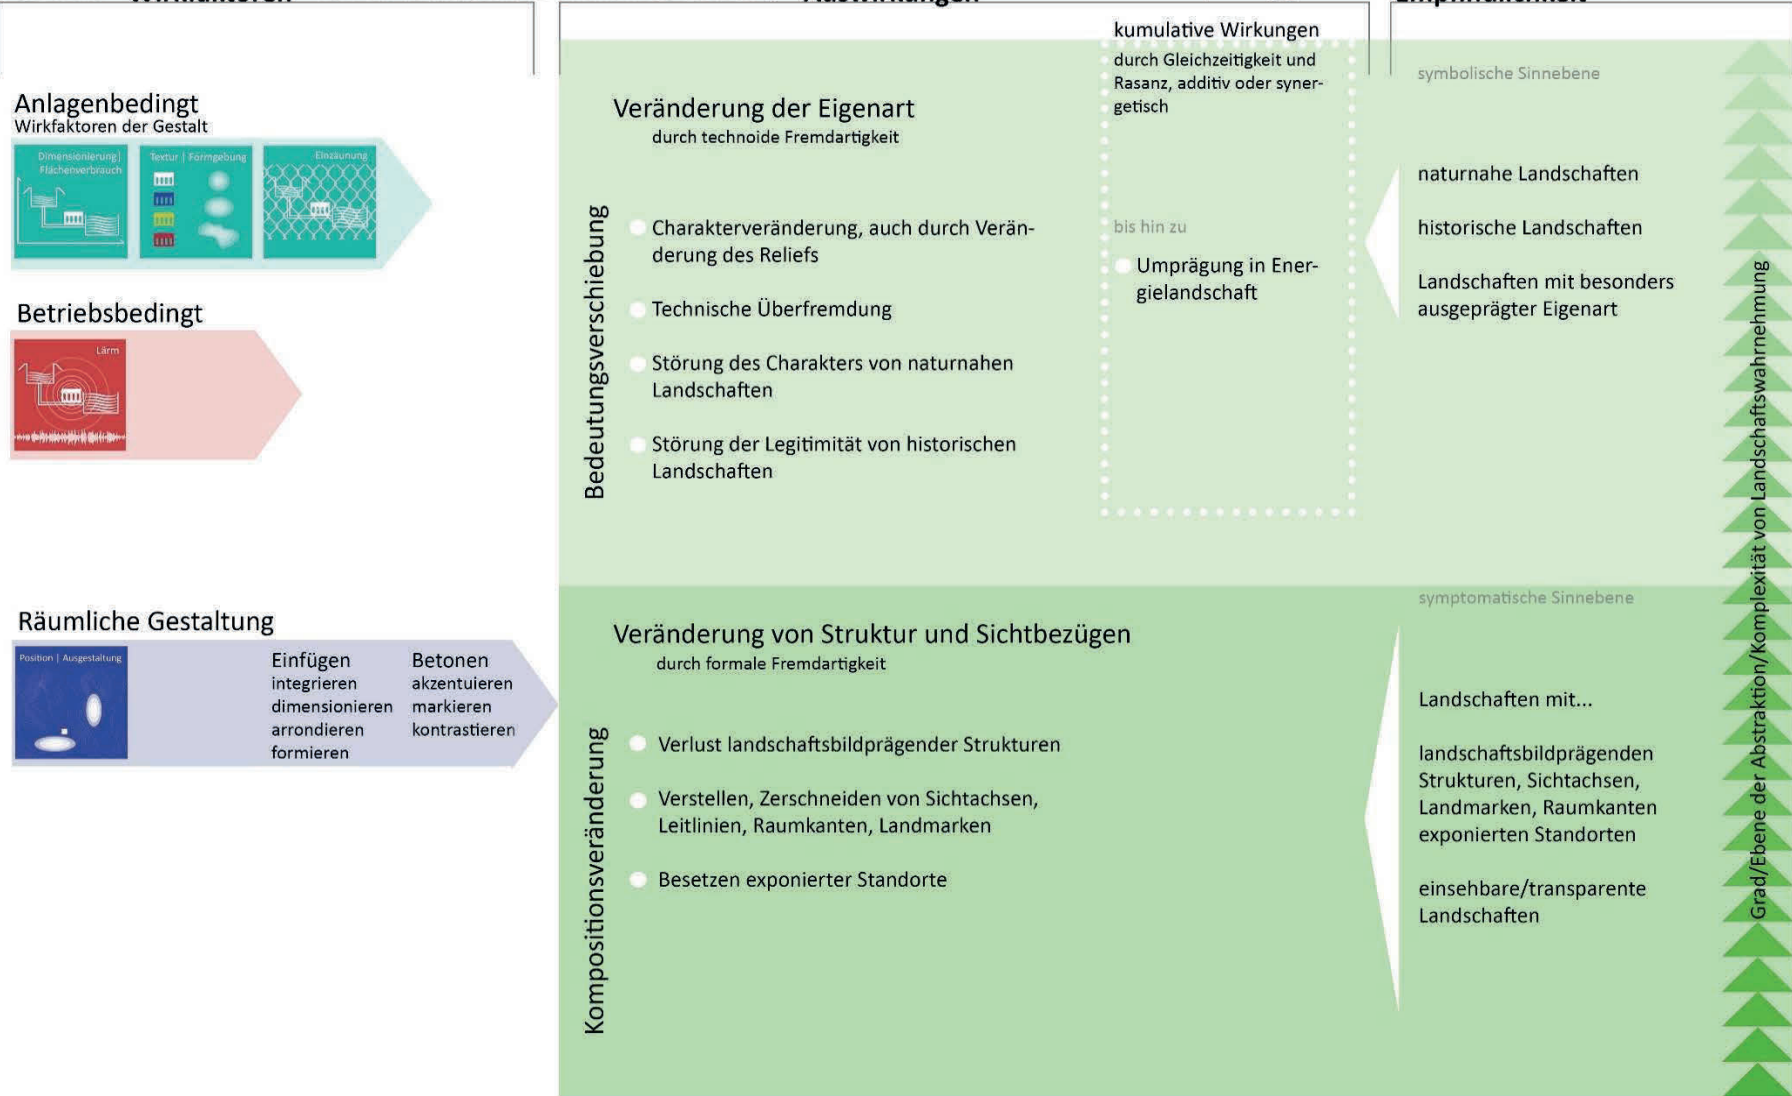 Wirkfaktoren
Auswirkungen
Empfindlichkeit
Anlagenbedingt
Wirkfaktoren der Gestalt
Dimensionierung|
Flächenverbrauch
Textur | Formgebung
Einzäunung
Betriebsbedingt
Lärm
Räumliche Gestaltung
Position | Ausgestaltung
Einfügen
integrieren
dimensionieren
arrondieren
formieren
Betonen
akzentuieren
markieren
kontrastieren
Bedeutungsverschiebung
Veränderung der Eigenart
durch technoide Fremdartigkeit
Charakterveränderung, auch durch Verän-
derung des Reliefs
Technische Überfremdung
Störung des Charakters von naturnahen
Landschaften
Störung der Legitimität von historischen
Landschaften
kumulative Wirkungen
durch Gleichzeitigkeit und
Rasanz, additiv oder syner-
getisch
bis hin zu
Umprägung in Ener-
gielandschaft
symbolische Sinnebene
naturnahe Landschaften
historische Landschaften
Landschaften mit besonders
ausgeprägter Eigenart
Kompositionsveränderung
Veränderung von Struktur und Sichtbezügen
durch formale Fremdartigkeit
Verlust landschaftsbildprägender Strukturen
Verstellen, Zerschneiden von Sichtachsen,
Leitlinien, Raumkanten, Landmarken
Besetzen exponierter Standorte
symptomatische Sinnebene
Landschaften mit...
landschaftsbildprägenden
Strukturen, Sichtachsen,
Landmarken, Raumkanten
exponierten Standorten
einsehbare/transparente
Landschaften
Grad/Ebene der Abstraktion/Komplexität von Landschaftswahrnehmung